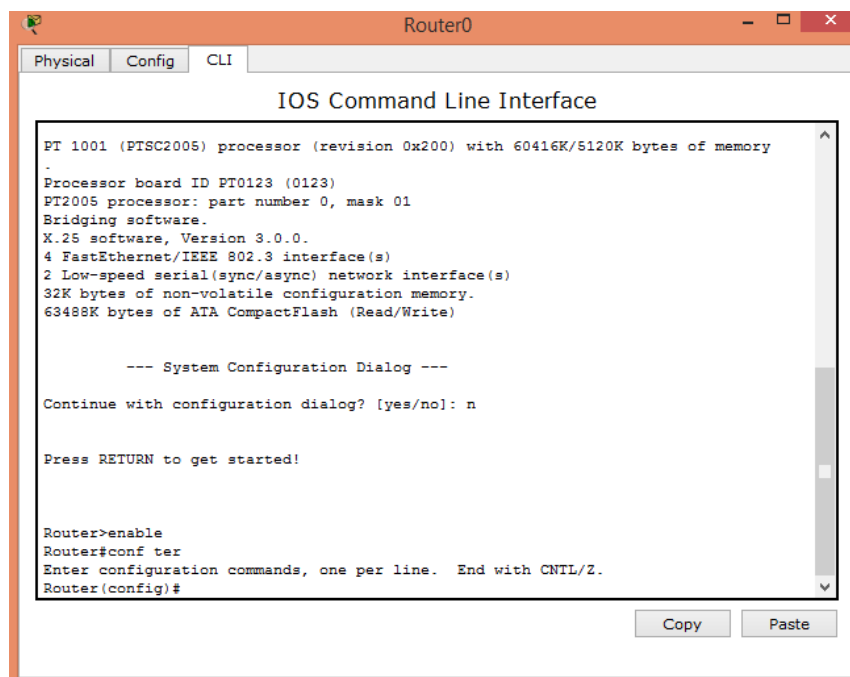 Router0
Physical Config CLI
IOS Command Line Interface
PT 1001 (PTSC2005) processor (revision 0x200) with 60416K/5120K bytes of memory
.
Processor board ID PT0123 (0123)
PT2005 processor: part number 0, mask 01
Bridging software.
X.25 software, Version 3.0.0.
4 FastEthernet/IEEE 802.3 interface(s)
2 Low-speed serial(sync/async) network interface(s)
32K bytes of non-volatile configuration memory.
63488K bytes of ATA CompactFlash (Read/Write)
--- System Configuration Dialog ---
Continue with configuration dialog? [yes/no]: n
Press RETURN to get started!
Router>enable
Router#conf ter
Enter configuration commands, one per line.  End with CNTL/Z.
Router(config)#
Copy Paste